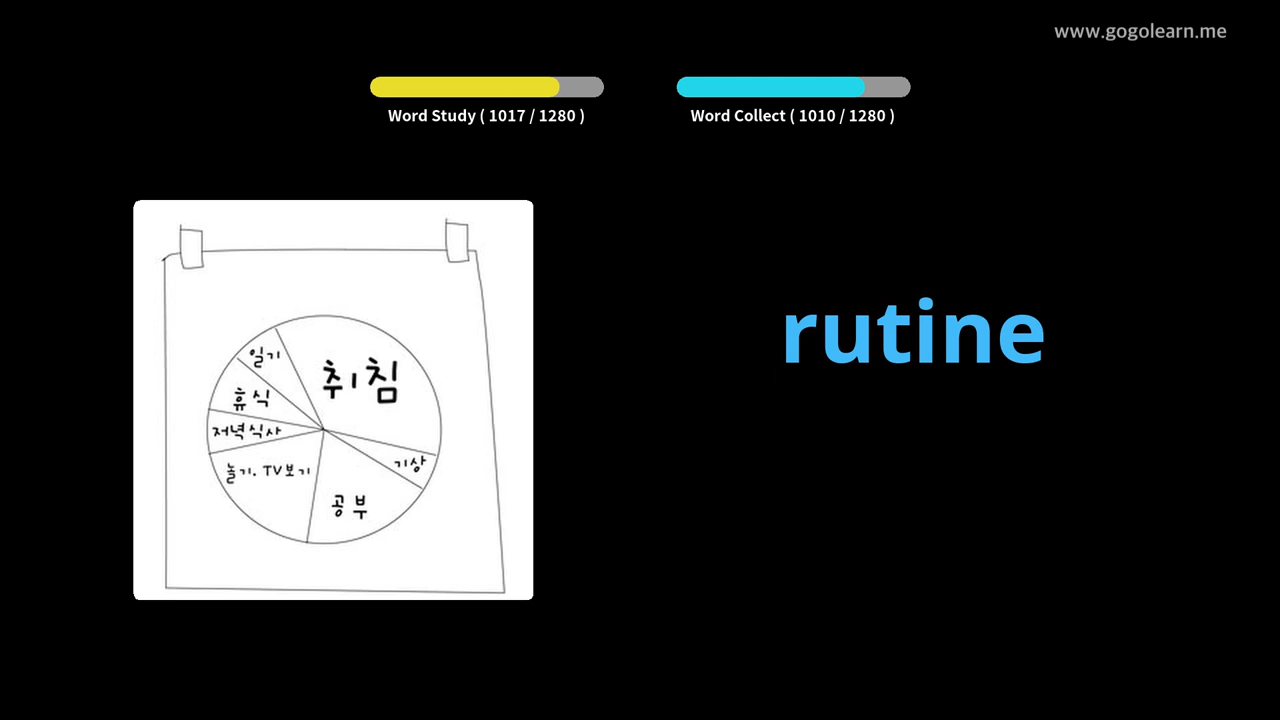 www.gogolearn.me
Word Study ( 1017 / 1280 )
Word Collect ( 1010 / 1280 )
rutine
일기
취침
휴식
저녁식사
놀기. TV보기
기상
공부